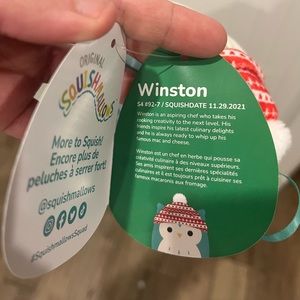 ORIGINAL
SQUISHMALLOWS
More to Squish!
Encore plus de
peluches à serrer fort!
@squishmallows
#SquishmallowsSquad
Winston
S4 #92-7 / SQUISHDATE 11.29.2021
Winston is an aspiring chef who takes his
cooking creativity to the next level. His
friends inspire his latest culinary delights
and he is always ready to whip up his
famous mac and cheese.
Winston est un chef en herbe qui pousse sa
créativité culinaire à des niveaux supérieurs.
Ses amis inspirent ses dernières spécialités
culinaires et il est toujours prêt à cuisiner ses
fameux macaronis au fromage.